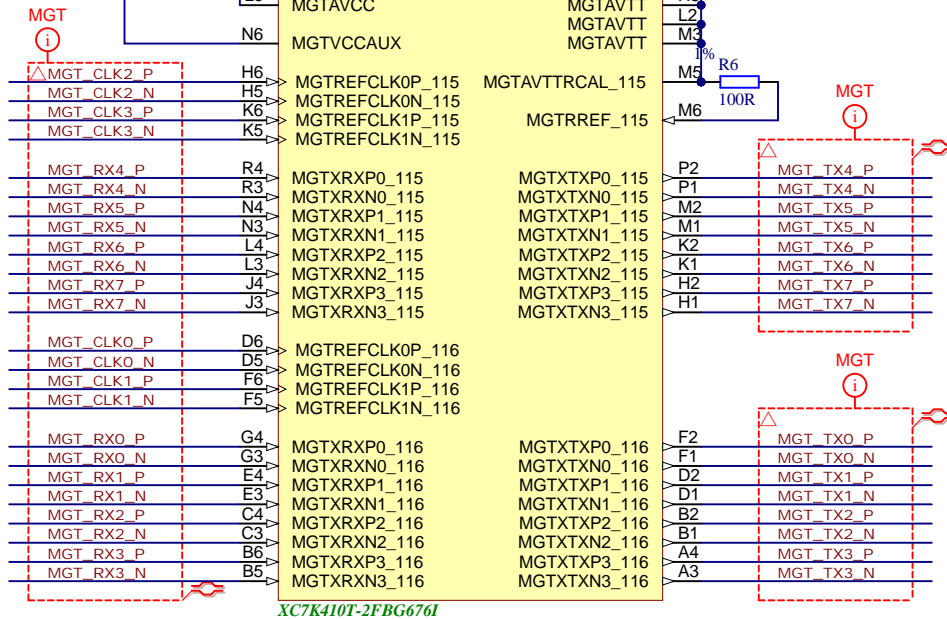 MGTAVCC MGTAVTT
MGT MGTAVTT L2
N6 MGTVCCAUX MGTAVTT M3
1% R6
MGT_CLK2_P H6 MGTREFCLK0P_115 MGTAVTTRCAL_115 M5
MGT_CLK2_N H5 MGTREFCLK0N_115 100R MGT
MGT_CLK3_P K6 MGTREFCLK1P_115 MGTRREF_115 M6
MGT_CLK3_N K5 MGTREFCLK1N_115
MGT_RX4_P R4 MGTXRXP0_115 MGTXTXP0_115 P2 MGT_TX4_P
MGT_RX4_N R3 MGTXRXN0_115 MGTXTXN0_115 P1 MGT_TX4_N
MGT_RX5_P N4 MGTXRXP1_115 MGTXTXP1_115 M2 MGT_TX5_P
MGT_RX5_N N3 MGTXRXN1_115 MGTXTXN1_115 M1 MGT_TX5_N
MGT_RX6_P L4 MGTXRXP2_115 MGTXTXP2_115 K2 MGT_TX6_P
MGT_RX6_N L3 MGTXRXN2_115 MGTXTXN2_115 K1 MGT_TX6_N
MGT_RX7_P J4 MGTXRXP3_115 MGTXTXP3_115 H2 MGT_TX7_P
MGT_RX7_N J3 MGTXRXN3_115 MGTXTXN3_115 H1 MGT_TX7_N
MGT_CLK0_P D6 MGTREFCLK0P_116
MGT_CLK0_N D5 MGTREFCLK0N_116 MGT
MGT_CLK1_P F6 MGTREFCLK1P_116
MGT_CLK1_N F5 MGTREFCLK1N_116
MGT_RX0_P G4 MGTXRXP0_116 MGTXTXP0_116 F2 MGT_TX0_P
MGT_RX0_N G3 MGTXRXN0_116 MGTXTXN0_116 F1 MGT_TX0_N
MGT_RX1_P E4 MGTXRXP1_116 MGTXTXP1_116 D2 MGT_TX1_P
MGT_RX1_N E3 MGTXRXN1_116 MGTXTXN1_116 D1 MGT_TX1_N
MGT_RX2_P C4 MGTXRXP2_116 MGTXTXP2_116 B2 MGT_TX2_P
MGT_RX2_N C3 MGTXRXN2_116 MGTXTXN2_116 B1 MGT_TX2_N
MGT_RX3_P B6 MGTXRXP3_116 MGTXTXP3_116 A4 MGT_TX3_P
MGT_RX3_N B5 MGTXRXN3_116 MGTXTXN3_116 A3 MGT_TX3_N
XC7K410T-2FBG676I